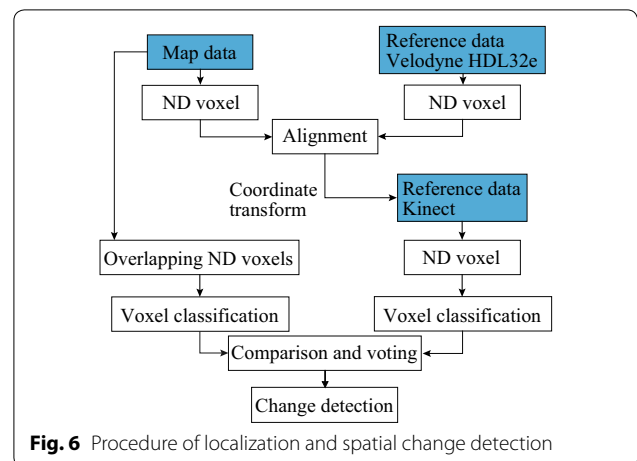 Map data
Reference data
Velodyne HDL32e
ND voxel
ND voxel
Alignment
Coordinate
transform
Reference data
Kinect
Overlapping ND voxels
ND voxel
Voxel classification
Voxel classification
Comparison and voting
Change detection
Fig. 6 Procedure of localization and spatial change detection